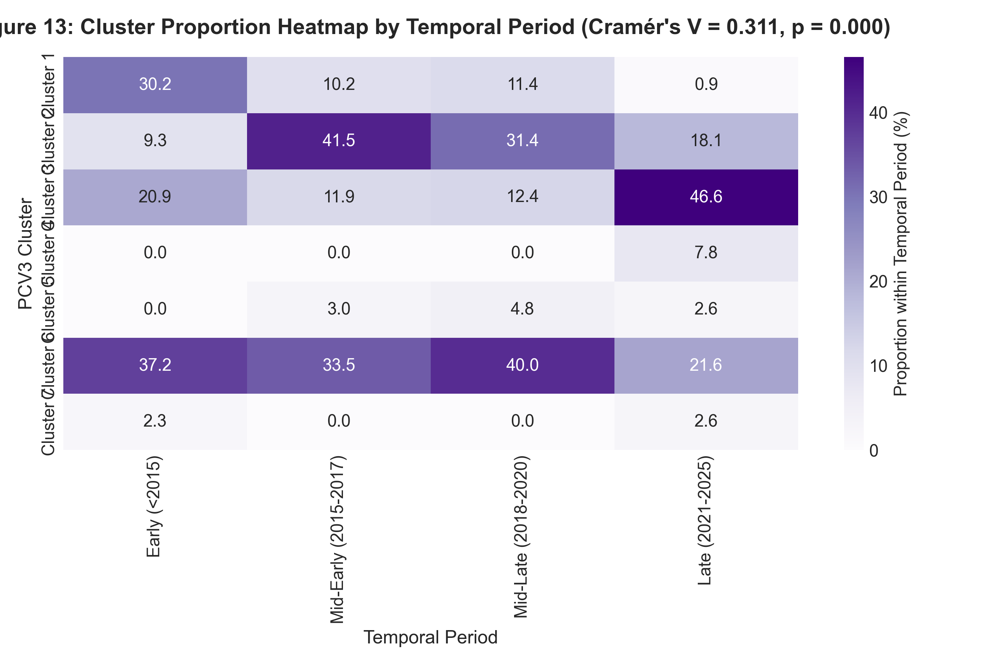 gure 13: Cluster Proportion Heatmap by Temporal Period (Cramér's V = 0.311, p = 0.000)
PCV3 Cluster
Cluster 1
Cluster 2
Cluster 3
Cluster 4
Cluster 5
Cluster 6
Cluster 7
30.2 10.2 11.4 0.9
9.3 41.5 31.4 18.1
20.9 11.9 12.4 46.6
0.0 0.0 0.0 7.8
0.0 3.0 4.8 2.6
37.2 33.5 40.0 21.6
2.3 0.0 0.0 2.6
Early (<2015)
Mid-Early (2015-2017)
Mid-Late (2018-2020)
Late (2021-2025)
Temporal Period
40
30
20
10
0
Proportion within Temporal Period (%)